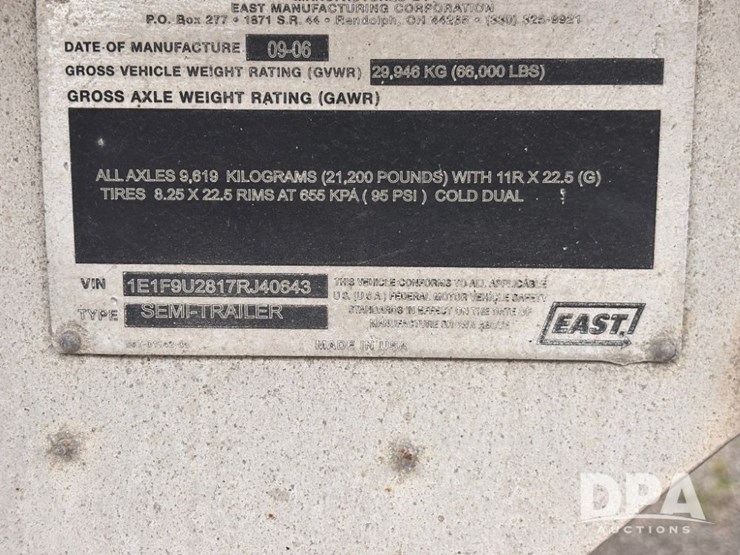 EAST MANUFACTURING CORPORATION
P.O. Box 277 • 1871 S.R. 44 • Randolph, OH 44265 • (330) 325-9921
DATE OF MANUFACTURE 09-06
GROSS VEHICLE WEIGHT RATING (GVWR) 29,946 KG (66,000 LBS)
GROSS AXLE WEIGHT RATING (GAWR)
ALL AXLES 9,619 KILOGRAMS (21,200 POUNDS) WITH 11R X 22.5 (G)
TIRES 8.25 X 22.5 RIMS AT 655 KPA ( 95 PSI ) COLD DUAL
VIN 1E1F9U2817RJ40643
TYPE SEMI-TRAILER
THIS VEHICLE CONFORMS TO ALL APPLICABLE
U.S. (U.S.A.) FEDERAL MOTOR VEHICLE SAFETY
STANDARDS IN EFFECT ON THE DATE OF
MANUFACTURE SHOWN ABOVE
EAST.
MADE IN USA
DPA
AUCTIONS